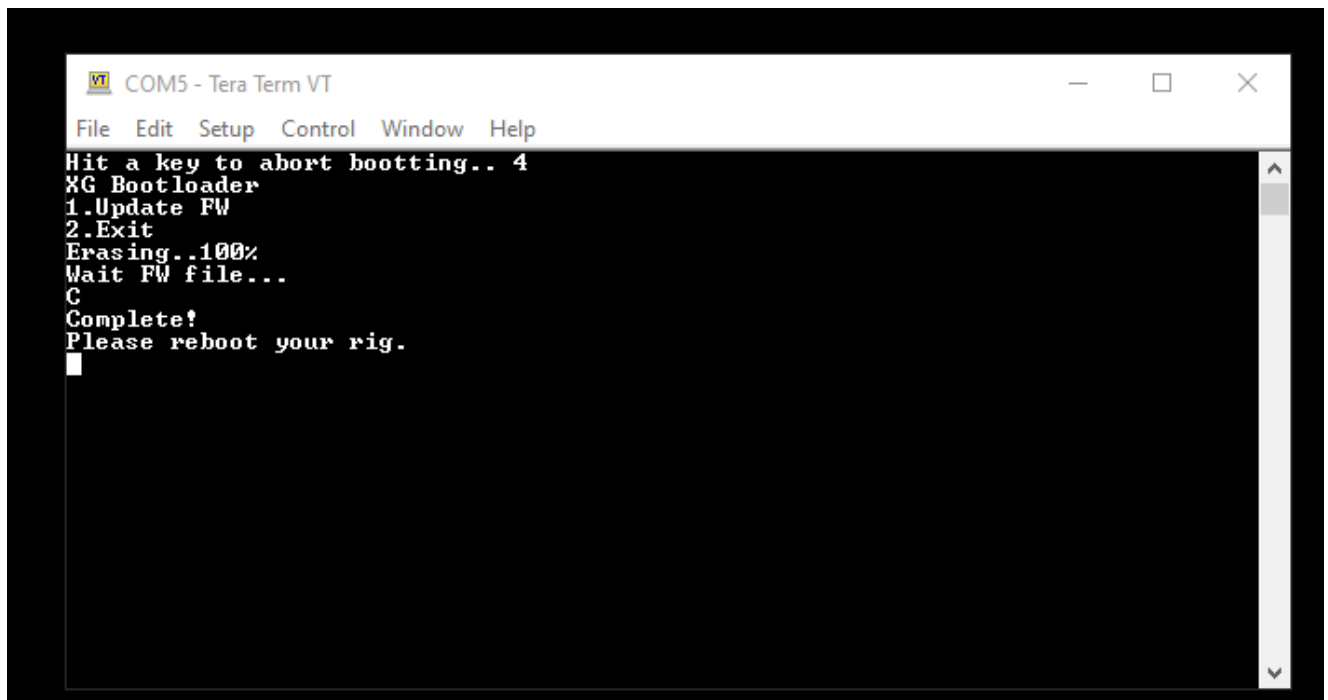 COM5 - Tera Term VT
File Edit Setup Control Window Help
Hit a key to abort bootting.. 4
XG Bootloader
1.Update FW
2.Exit
Erasing..100%
Wait FW file...
C
Complete!
Please reboot your rig.